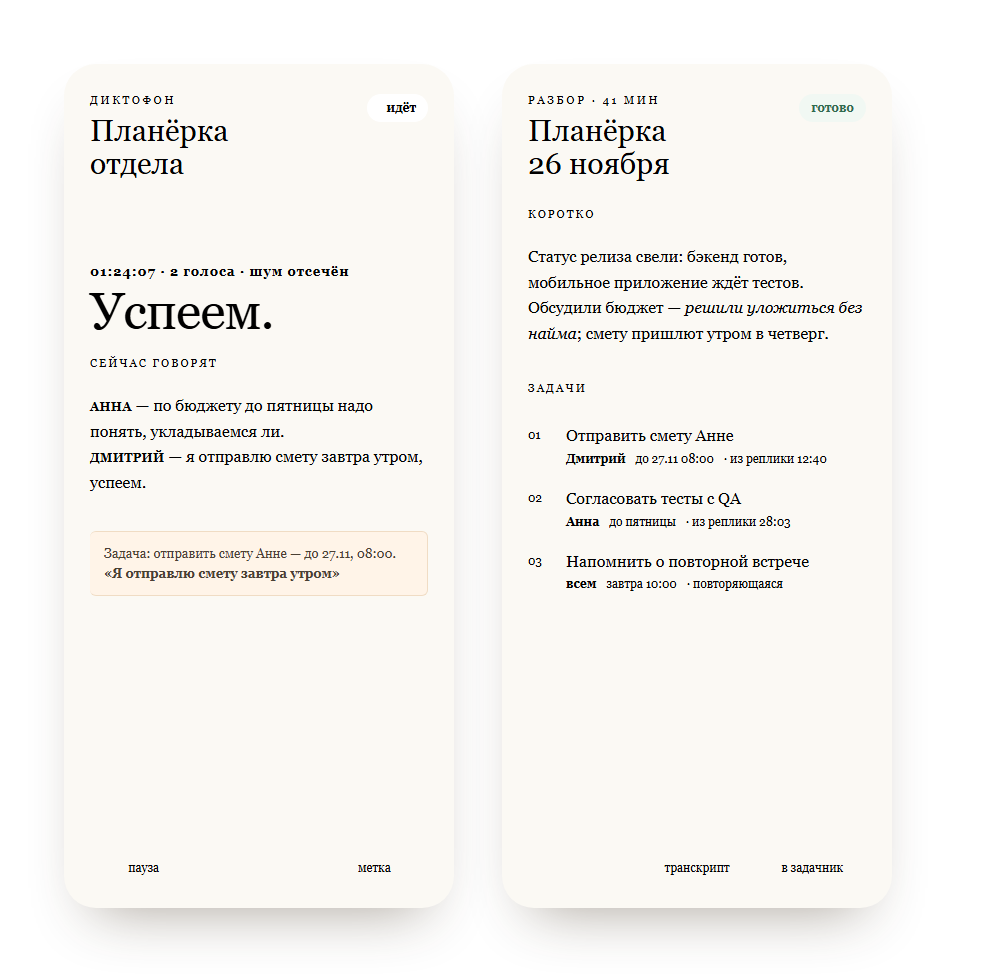 ДИКТОФОН
идёт
Планёрка
отдела
01:24:07 · 2 голоса · шум отсечён
Успеем.
СЕЙЧАС ГОВОРЯТ
АННА — по бюджету до пятницы надо
понять, укладываемся ли.
ДМИТРИЙ — я отправлю смету завтра утром,
успеем.
Задача: отправить смету Анне — до 27.11, 08:00.
«Я отправлю смету завтра утром»
пауза
метка
РАЗБОР · 41 МИН
готово
Планёрка
26 ноября
КОРОТКО
Статус релиза свели: бэкенд готов,
мобильное приложение ждёт тестов.
Обсудили бюджет — решили уложиться без
найма; смету пришлют утром в четверг.
ЗАДАЧИ
01 Отправить смету Анне
Дмитрий до 27.11 08:00 · из реплики 12:40
02 Согласовать тесты с QA
Анна до пятницы · из реплики 28:03
03 Напомнить о повторной встрече
всем завтра 10:00 · повторяющаяся
транскрипт
в задачник